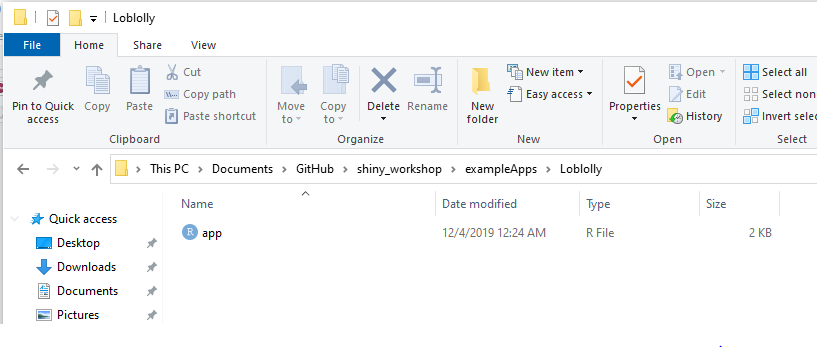 Loblolly
File Home Share View
Pin to Quick access
Copy
Paste
Cut
Copy path
Paste shortcut
Clipboard
Move to
Copy to
Delete
Rename
Organize
New folder
New item
Easy access
New
Properties
Open
Edit
History
Open
Select all
Select non
Invert selec
Select
This PC > Documents > GitHub > shiny_workshop > exampleApps > Loblolly
Name Date modified Type Size
Quick access
Desktop
Downloads
Documents
Pictures
R app 12/4/2019 12:24 AM R File 2 KB